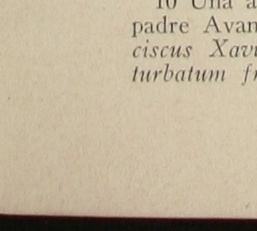 10 Una a
padre Avan
ciscus Xavi
turbatum fr